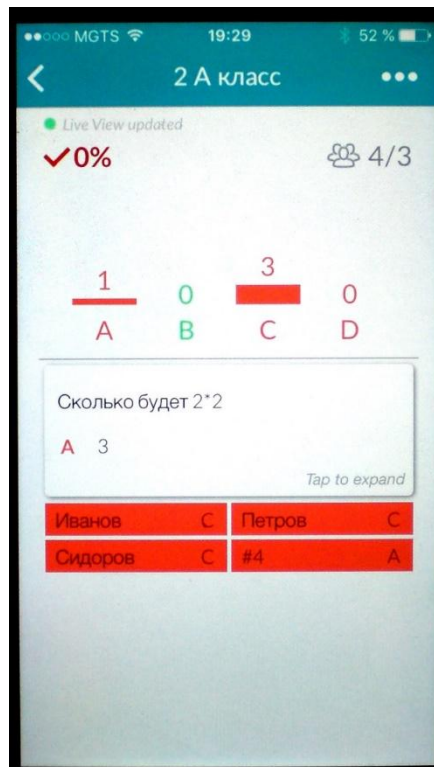 MGTS 19:29 52 %
2 А класс
Live View updated
0% 4/3
1 0 3 0
A B C D
Сколько будет 2*2
A 3
Tap to expand
Иванов C Петров C
Сидоров C #4 A